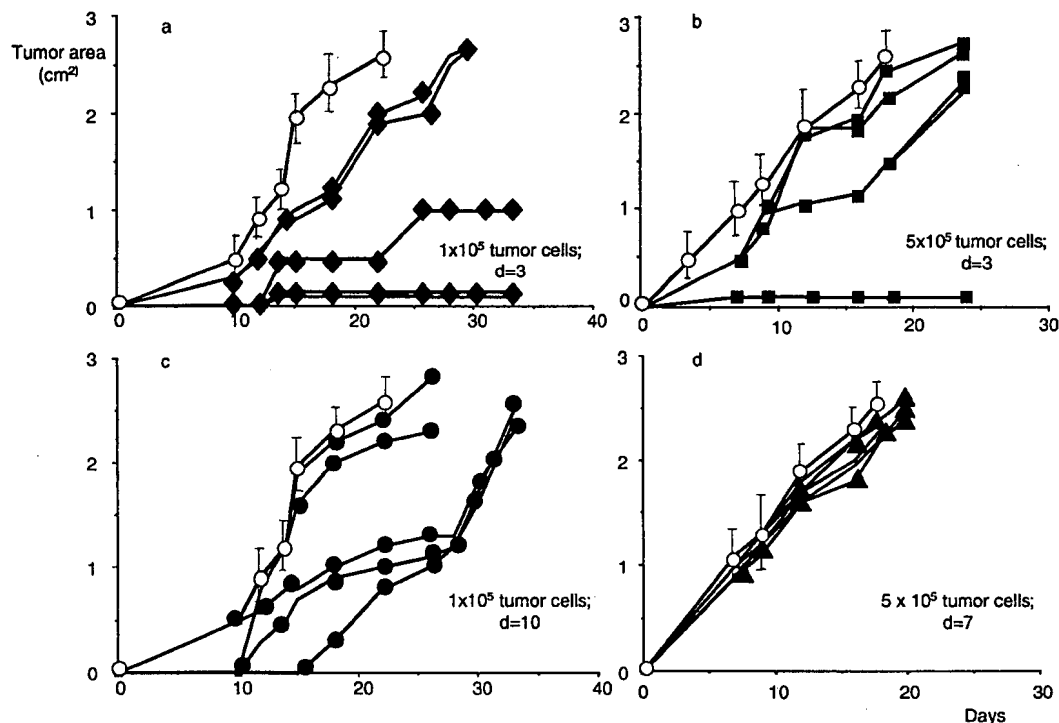 a
3
Tumor area
(cm²)
2
1
0
1x10⁵ tumor cells;
d=3
0
10
20
30
40
b
3
2
1
0
5x10⁵ tumor cells;
d=3
0
10
20
30
c
3
2
1
0
1x10⁵ tumor cells;
d=10
0
10
20
30
40
d
3
2
1
0
5 x 10⁵ tumor cells;
d=7
0
10
20
30
Days